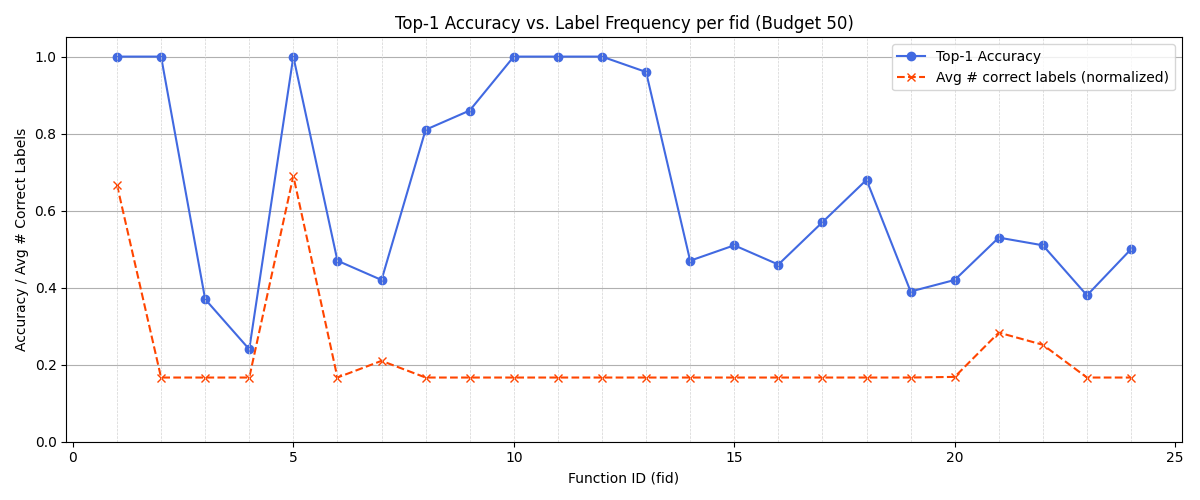 Top-1 Accuracy vs. Label Frequency per fid (Budget 50)
Top-1 Accuracy
Avg # correct labels (normalized)
Accuracy / Avg # Correct Labels
1.0
0.8
0.6
0.4
0.2
0.0
0 5 10 15 20 25
Function ID (fid)